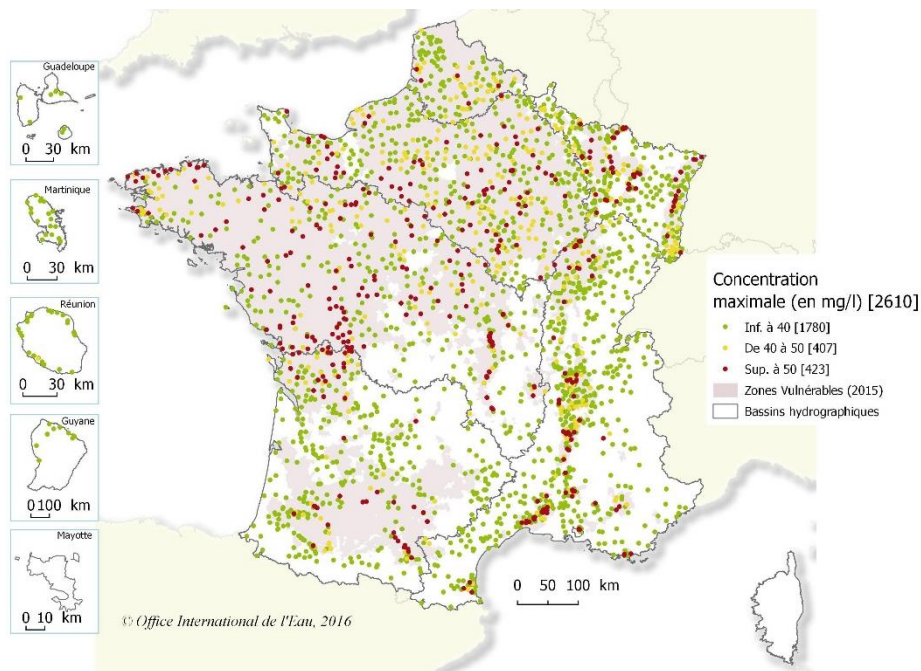 Guadeloupe
0 30 km
Martinique
0 30 km
Réunion
0 30 km
Guyane
0 100 km
Mayotte
0 10 km
Concentration
maximale (en mg/l) [2610]
Inf. à 40 [1780]
De 40 à 50 [407]
Sup. à 50 [423]
Zones Vulnérables (2015)
Bassins hydrographiques
0 50 100 km
© Office International de l'Eau, 2016